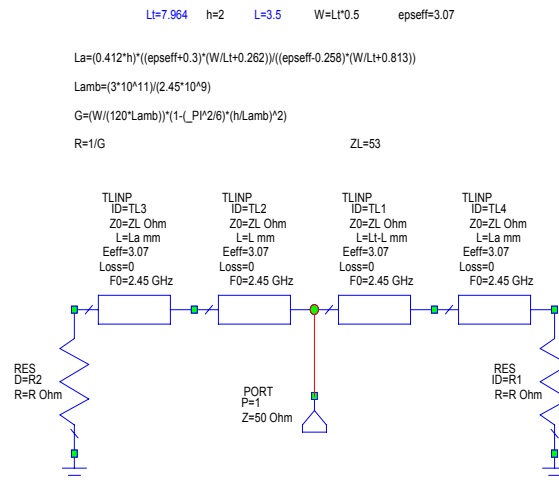 Lt=7.964 h=2 L=3.5 W=Lt*0.5 epseff=3.07
La=(0.412*h)*((epseff+0.3)*(W/Lt+0.262))/((epseff-0.258)*(W/Lt+0.813))
Lamb=(3*10^11)/(2.45*10^9)
G=(W/(120*Lamb))*(1-(_PI^2/6)*(h/Lamb)^2)
R=1/G ZL=53
TLINP
ID=TL3
Z0=ZL Ohm
L=La mm
Eeff=3.07
Loss=0
F0=2.45 GHz
TLINP
ID=TL2
Z0=ZL Ohm
L=L mm
Eeff=3.07
Loss=0
F0=2.45 GHz
TLINP
ID=TL1
Z0=ZL Ohm
L=Lt-L mm
Eeff=3.07
Loss=0
F0=2.45 GHz
TLINP
ID=TL4
Z0=ZL Ohm
L=La mm
Eeff=3.07
Loss=0
F0=2.45 GHz
RES
D=R2
R=R Ohm
PORT
P=1
Z=50 Ohm
RES
ID=R1
R=R Ohm